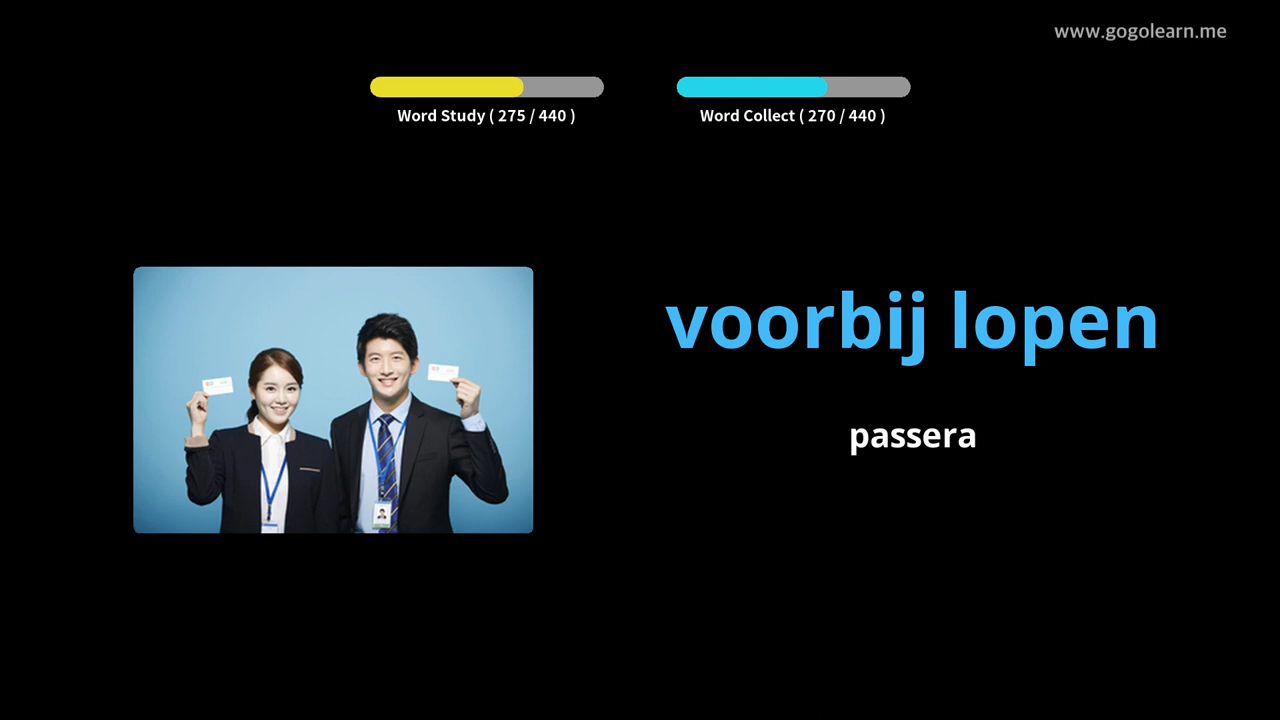 www.gogolearn.me
Word Study ( 275 / 440 )
Word Collect ( 270 / 440 )
voorbij lopen
passera